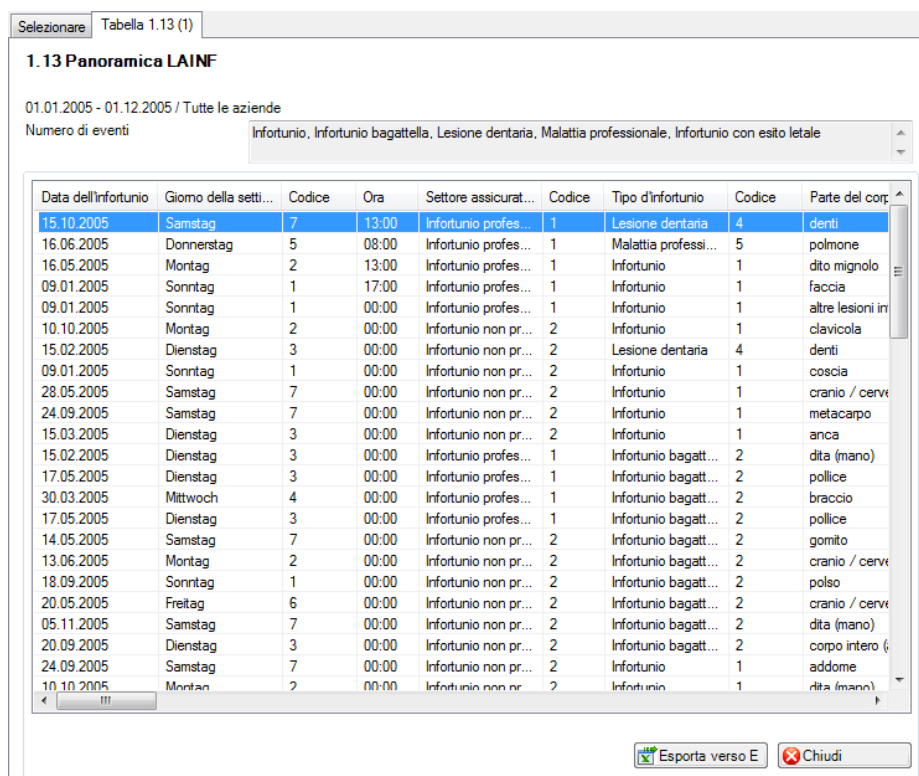 Selezionare Tabella 1.13 (1)
1.13 Panoramica LAINF
01.01.2005 - 01.12.2005 / Tutte le aziende
Numero di eventi Infortunio, Infortunio bagattella, Lesione dentaria, Malattia professionale, Infortunio con esito letale
Data dell'infortunio Giorno della setti... Codice Ora Settore assicurat... Codice Tipo d'infortunio Codice Parte del corp
15.10.2005 Samstag 7 13:00 Infortunio profes... 1 Lesione dentaria 4 denti
16.06.2005 Donnerstag 5 08:00 Infortunio profes... 1 Malattia professi... 5 polmone
16.05.2005 Montag 2 13:00 Infortunio profes... 1 Infortunio 1 dito mignolo
09.01.2005 Sonntag 1 17:00 Infortunio profes... 1 Infortunio 1 faccia
09.01.2005 Sonntag 1 00:00 Infortunio profes... 1 Infortunio 1 altre lesioni in
10.10.2005 Montag 2 00:00 Infortunio non pr... 2 Infortunio 1 clavicola
15.02.2005 Dienstag 3 00:00 Infortunio non pr... 2 Lesione dentaria 4 denti
09.01.2005 Sonntag 1 00:00 Infortunio non pr... 2 Infortunio 1 coscia
28.05.2005 Samstag 7 00:00 Infortunio non pr... 2 Infortunio 1 cranio / cerve
24.09.2005 Samstag 7 00:00 Infortunio non pr... 2 Infortunio 1 metacarpo
15.03.2005 Dienstag 3 00:00 Infortunio non pr... 2 Infortunio 1 anca
15.02.2005 Dienstag 3 00:00 Infortunio profes... 1 Infortunio bagatt... 2 dita (mano)
17.05.2005 Dienstag 3 00:00 Infortunio profes... 1 Infortunio bagatt... 2 pollice
30.03.2005 Mittwoch 4 00:00 Infortunio profes... 1 Infortunio bagatt... 2 braccio
17.05.2005 Dienstag 3 00:00 Infortunio profes... 1 Infortunio bagatt... 2 pollice
14.05.2005 Samstag 7 00:00 Infortunio non pr... 2 Infortunio bagatt... 2 gomito
13.06.2005 Montag 2 00:00 Infortunio non pr... 2 Infortunio bagatt... 2 cranio / cerve
18.09.2005 Sonntag 1 00:00 Infortunio non pr... 2 Infortunio bagatt... 2 polso
20.05.2005 Freitag 6 00:00 Infortunio non pr... 2 Infortunio bagatt... 2 cranio / cerve
05.11.2005 Samstag 7 00:00 Infortunio non pr... 2 Infortunio bagatt... 2 dita (mano)
20.09.2005 Dienstag 3 00:00 Infortunio non pr... 2 Infortunio bagatt... 2 corpo intero (a
24.09.2005 Samstag 7 00:00 Infortunio non pr... 2 Infortunio 1 addome
10.10.2005 Montag 2 00:00 Infortunio non pr... 2 Infortunio 1 dita (mano)
Esporta verso E Chiudi